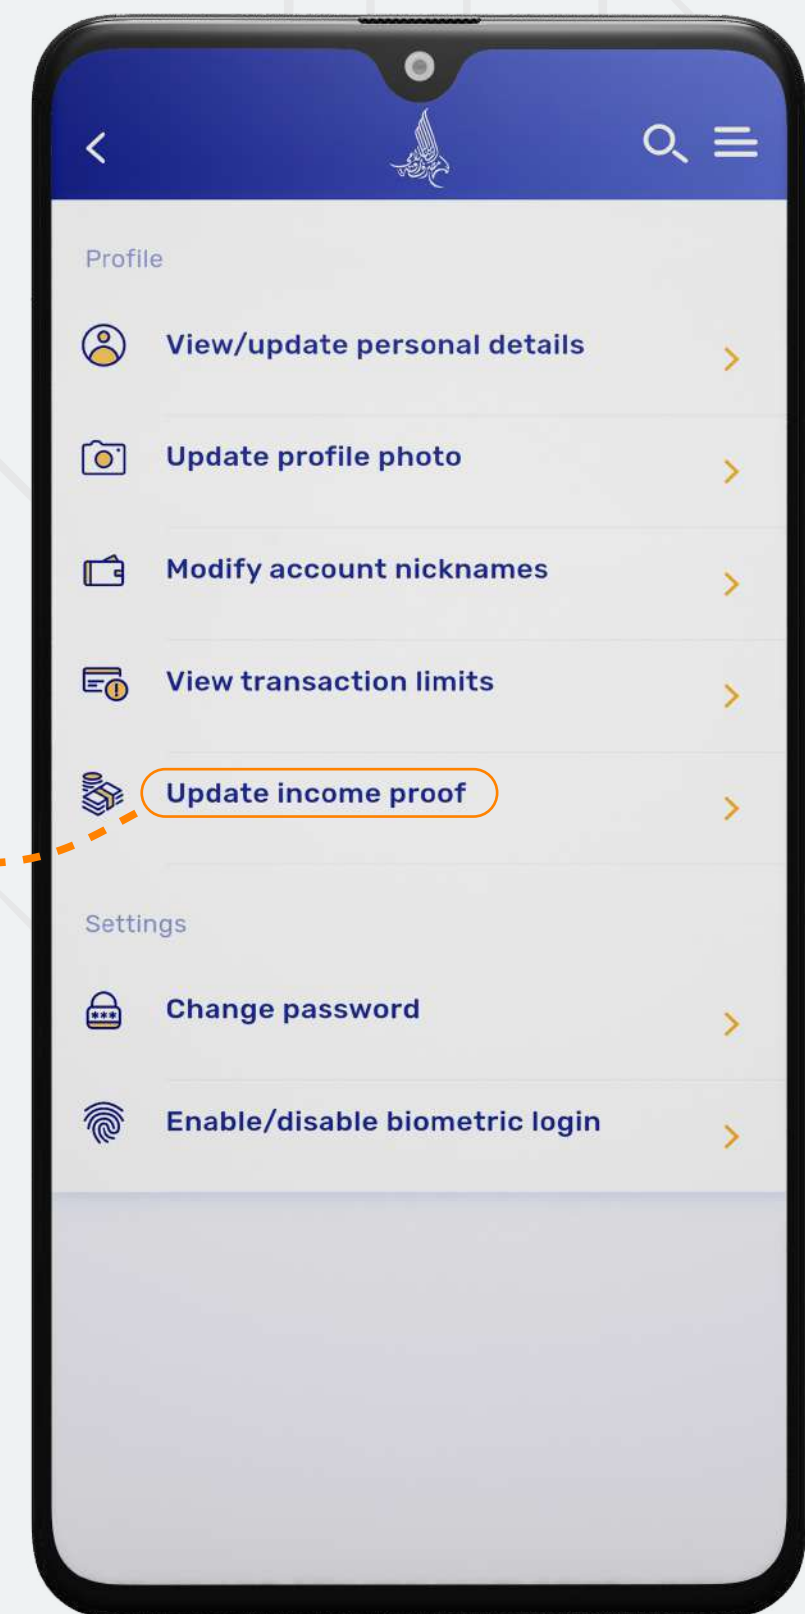 Profile
View/update personal details
Update profile photo
Modify account nicknames
View transaction limits
Update income proof
Settings
Change password
***
Enable/disable biometric login